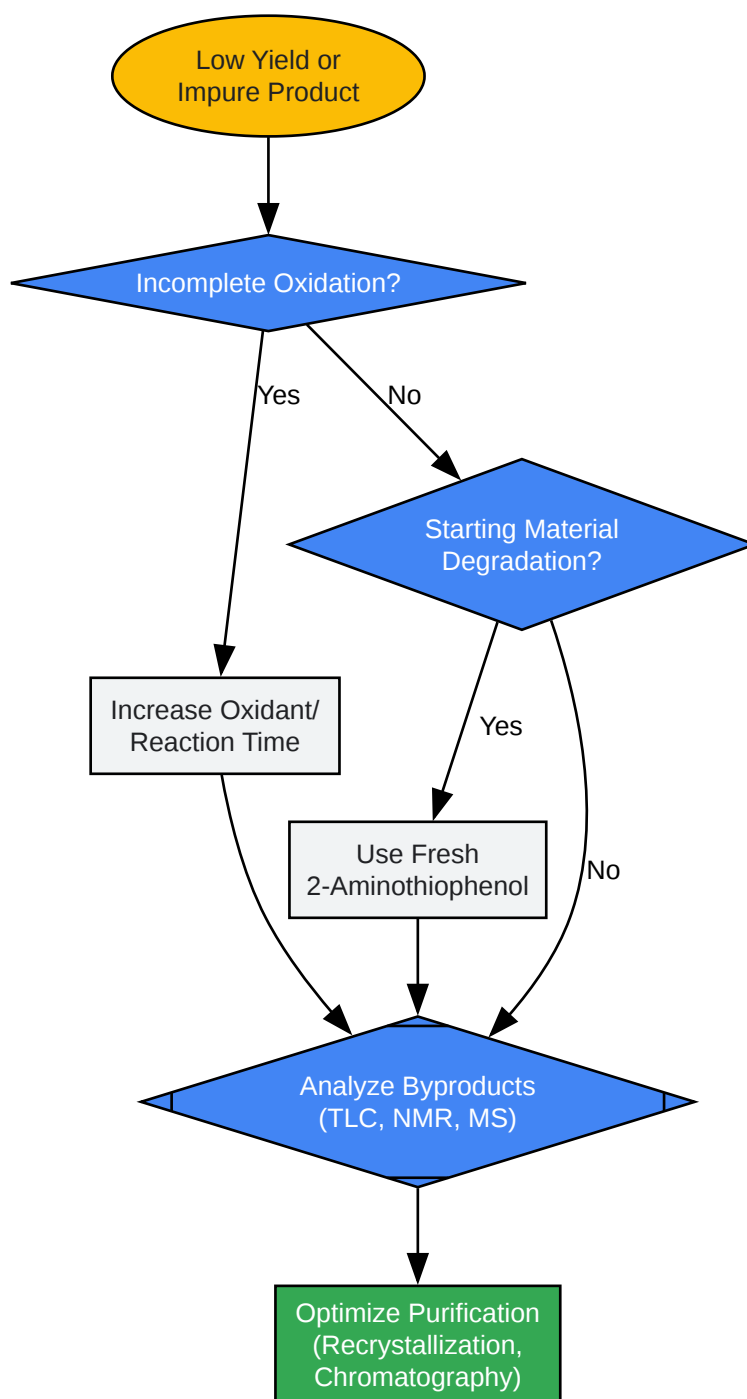 Low Yield or
Impure Product
Incomplete Oxidation?
Yes
No
Starting Material
Degradation?
Increase Oxidant/
Reaction Time
Yes
Use Fresh
2-Aminothiophenol
No
Analyze Byproducts
(TLC, NMR, MS)
Optimize Purification
(Recrystallization,
Chromatography)